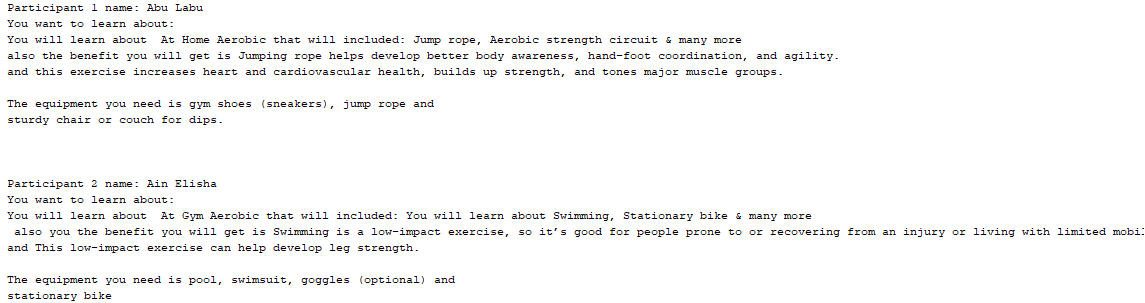 Participant 1 name: Abu Labu
You want to learn about:
You will learn about  At Home Aerobic that will included: Jump rope, Aerobic strength circuit & many more
also the benefit you will get is Jumping rope helps develop better body awareness, hand-foot coordination, and agility.
and this exercise increases heart and cardiovascular health, builds up strength, and tones major muscle groups.
The equipment you need is gym shoes (sneakers), jump rope and
sturdy chair or couch for dips.
Participant 2 name: Ain Elisha
You want to learn about:
You will learn about  At Gym Aerobic that will included: You will learn about Swimming, Stationary bike & many more
also you the benefit you will get is Swimming is a low-impact exercise, so it’s good for people prone to or recovering from an injury or living with limited
and This low-impact exercise can help develop leg strength.
The equipment you need is pool, swimsuit, goggles (optional) and
stationary bike